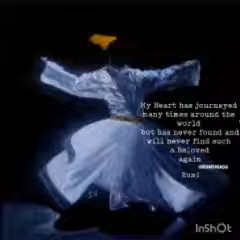 My Heart has journeyed
many times around the
world
but has never found and
will never find such
a Beloved
again
Rumi
InShOt